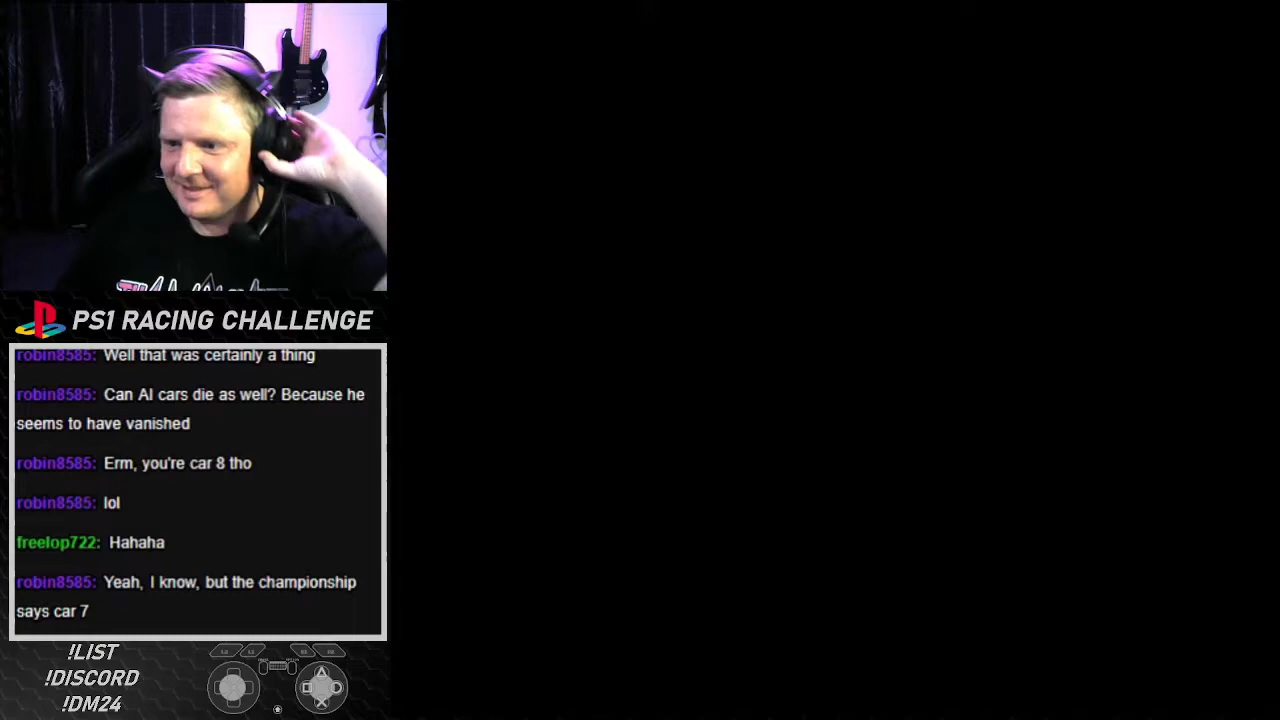 PS1 RACING CHALLENGE
robin8585: Well that was certainly a thing
robin8585: Can AI cars die as well? Because he
seems to have vanished
robin8585: Erm, you're car 8 tho
robin8585: lol
freelop722: Hahaha
robin8585: Yeah, I know, but the championship
says car 7
!LIST
!DISCORD
!DM24